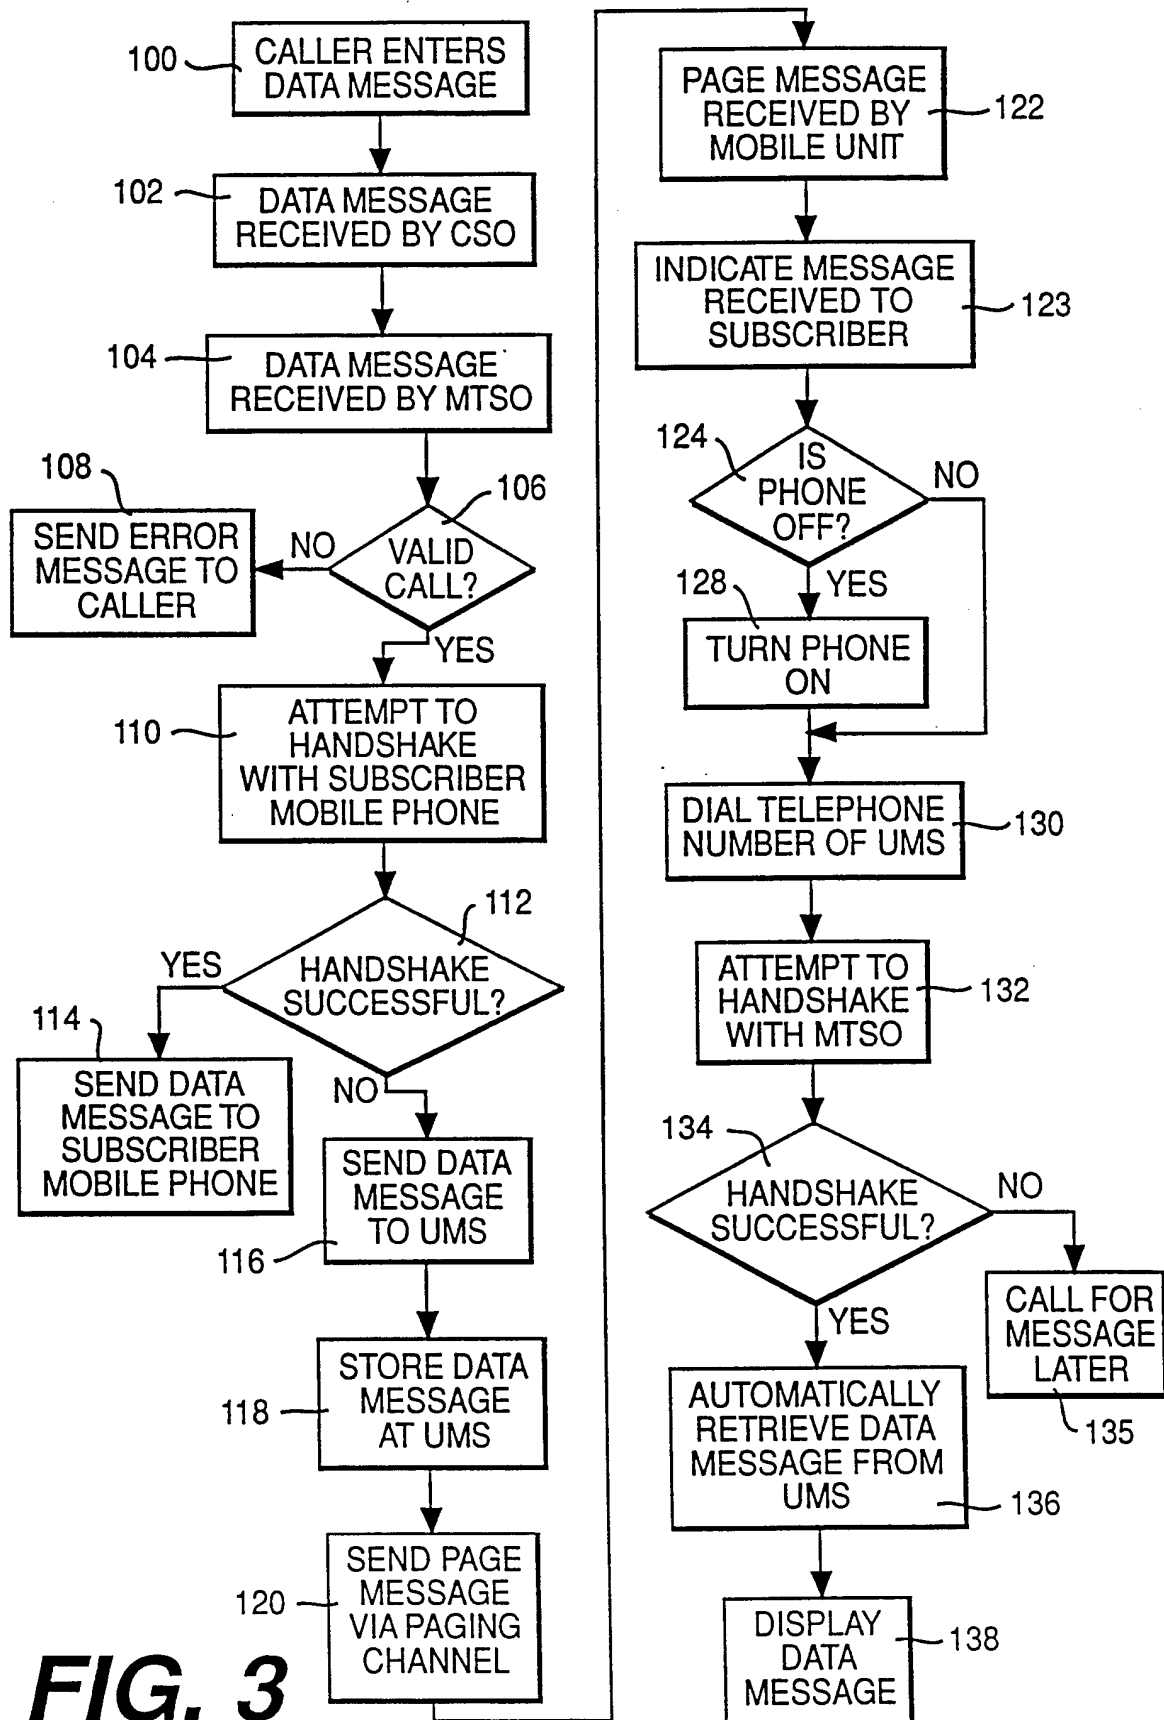 100
CALLER ENTERS
DATA MESSAGE
102
DATA MESSAGE
RECEIVED BY CSO
104
DATA MESSAGE
RECEIVED BY MTSO
108
106
SEND ERROR
MESSAGE TO
CALLER
NO
VALID
CALL?
YES
110
ATTEMPT TO
HANDSHAKE
WITH SUBSCRIBER
MOBILE PHONE
112
YES
HANDSHAKE
SUCCESSFUL?
114
SEND DATA
MESSAGE TO
SUBSCRIBER
MOBILE PHONE
NO
SEND DATA
MESSAGE
TO UMS
116
STORE DATA
MESSAGE
AT UMS
118
SEND PAGE
MESSAGE
VIA PAGING
CHANNEL
120
FIG. 3
PAGE MESSAGE
RECEIVED BY
MOBILE UNIT
122
INDICATE MESSAGE
RECEIVED TO
SUBSCRIBER
123
124
IS
PHONE
OFF?
NO
YES
128
TURN PHONE
ON
DIAL TELEPHONE
NUMBER OF UMS
130
ATTEMPT TO
HANDSHAKE
WITH MTSO
132
134
HANDSHAKE
SUCCESSFUL?
NO
YES
CALL FOR
MESSAGE
LATER
135
AUTOMATICALLY
RETRIEVE DATA
MESSAGE FROM
UMS
136
DISPLAY
DATA
MESSAGE
138